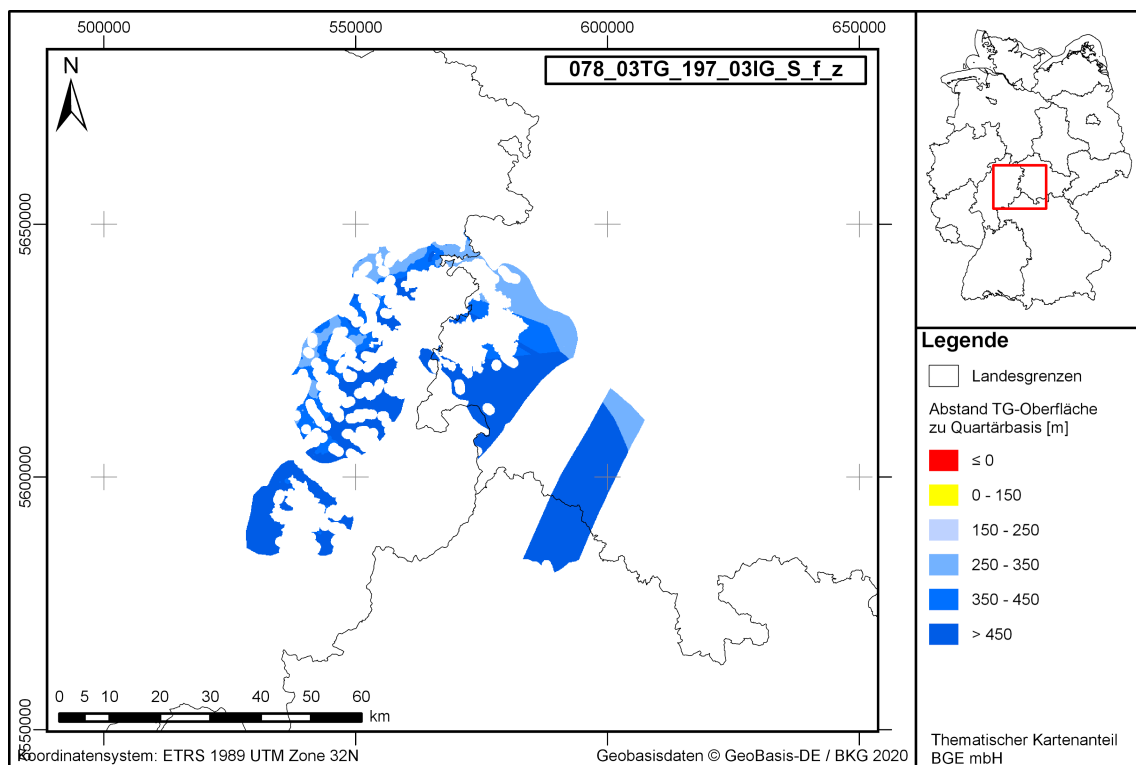 500000 550000 600000 650000
078_03TG_197_03IG_S_f_z
N
5650000
5600000
5550000
0 5 10 20 30 40 50 60
km
Koordinatensystem: ETRS 1989 UTM Zone 32N
Geobasisdaten © GeoBasis-DE / BKG 2020
Legende
Landesgrenzen
Abstand TG-Oberfläche
zu Quartärbasis [m]
≤ 0
0 - 150
150 - 250
250 - 350
350 - 450
> 450
Thematischer Kartenanteil
BGE mbH